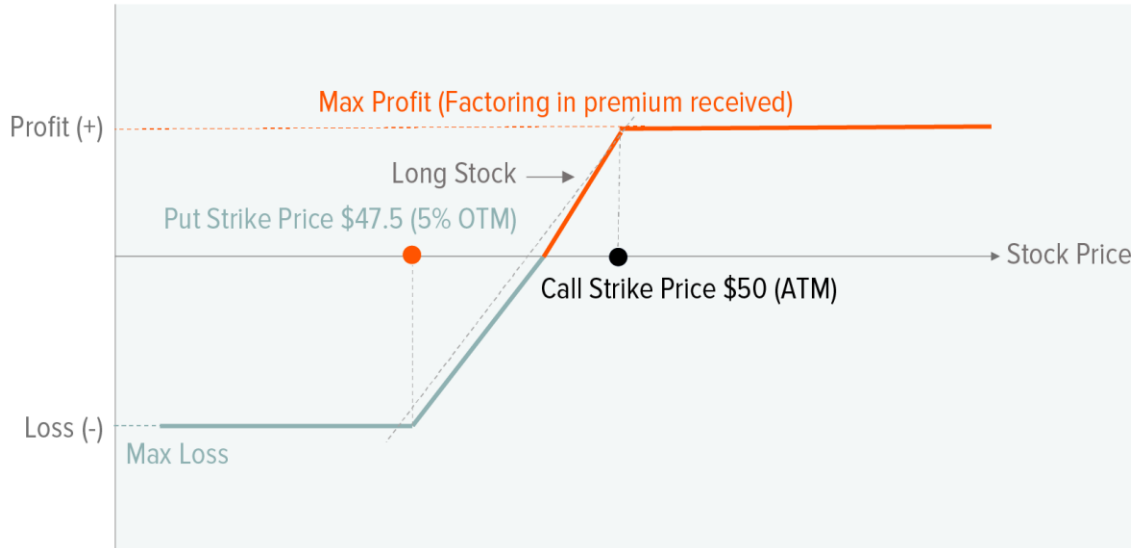 Max Profit (Factoring in premium received)
Profit (+)
Long Stock
Put Strike Price $47.5 (5% OTM)
Stock Price
Call Strike Price $50 (ATM)
Loss (-)
Max Loss